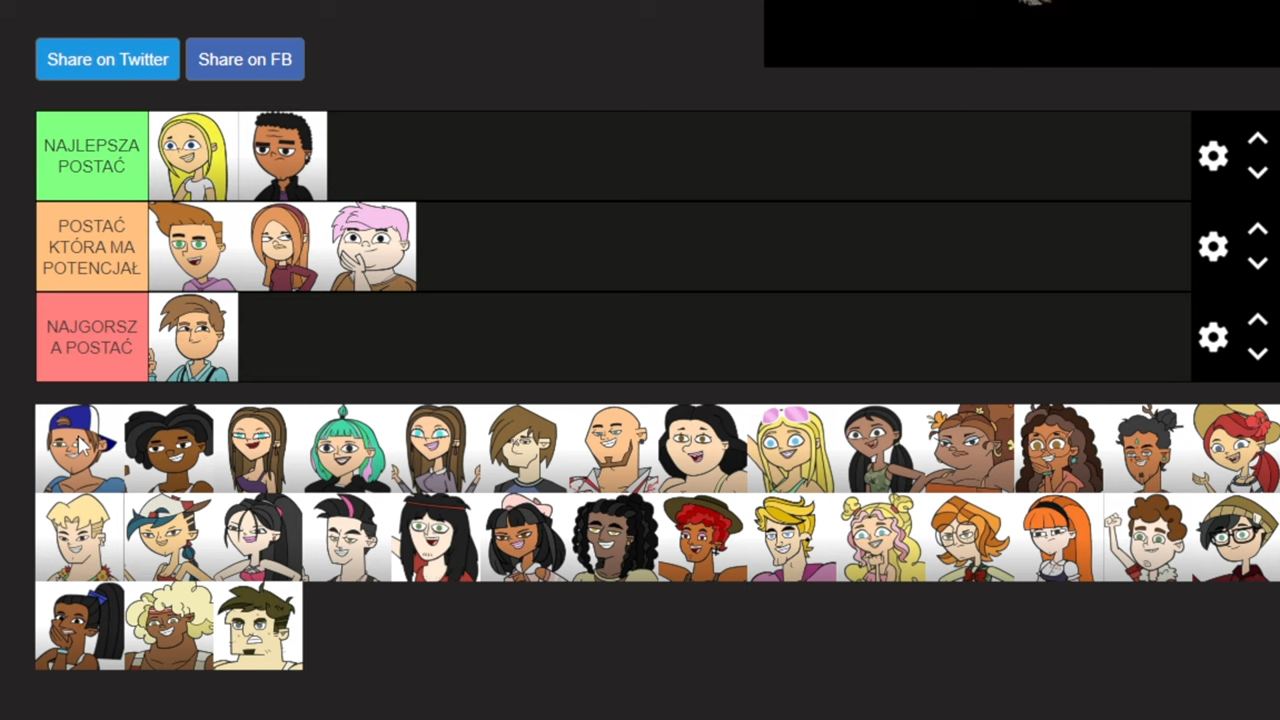 Share on Twitter
Share on FB
NAJLEPSZA
POSTAĆ
POSTAĆ
KTÓRA MA
POTENCJAŁ
NAJGORSZ
A POSTAĆ